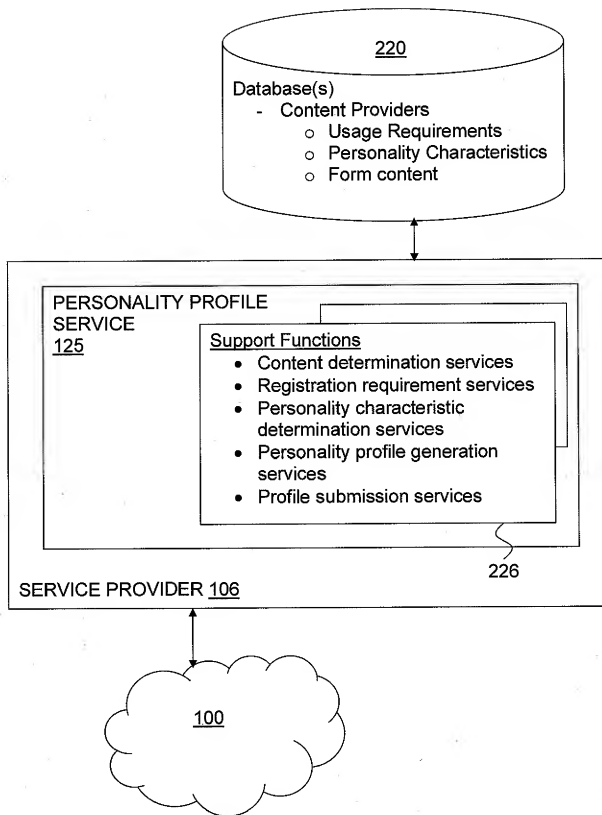 220
Database(s)
- Content Providers
o Usage Requirements
o Personality Characteristics
o Form content
PERSONALITY PROFILE
SERVICE
125
Support Functions
• Content determination services
• Registration requirement services
• Personality characteristic
determination services
• Personality profile generation
services
• Profile submission services
226
SERVICE PROVIDER 106
100